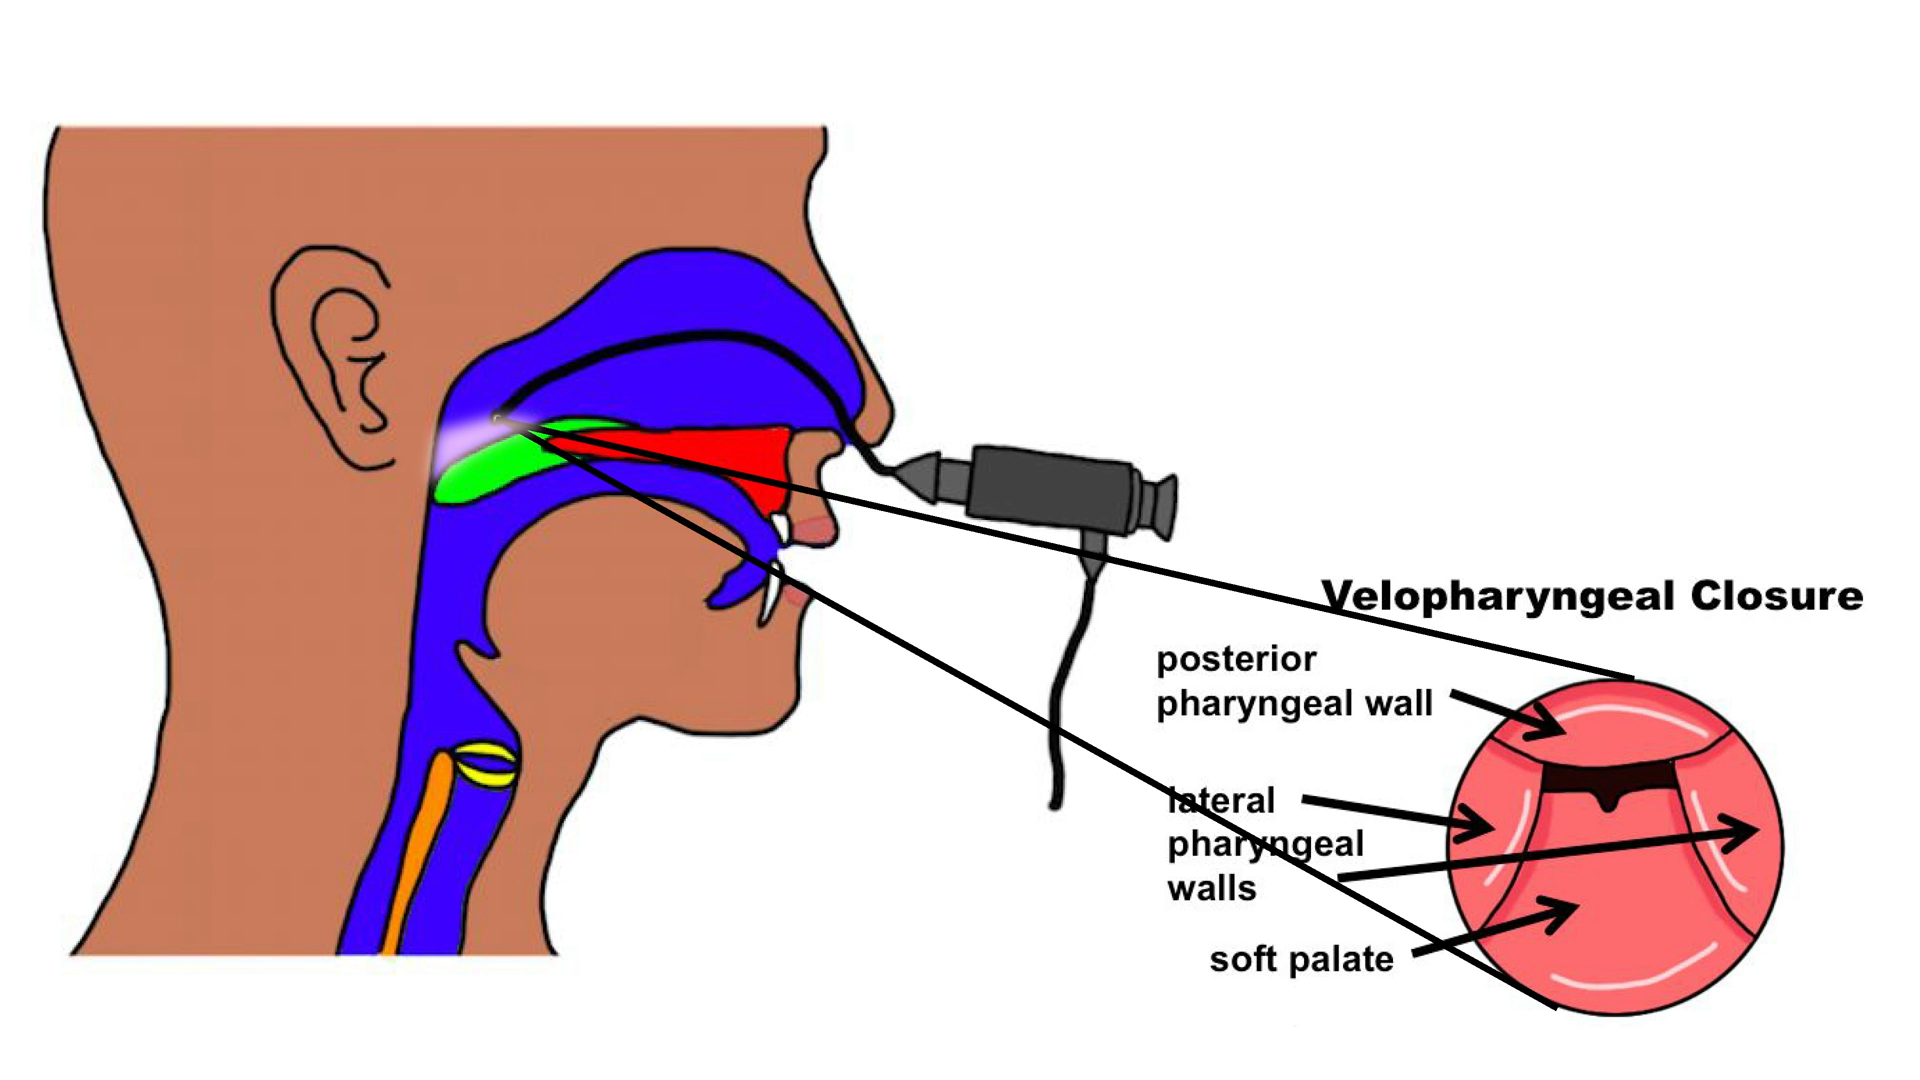 Velopharyngeal Closure
posterior
pharyngeal wall
lateral
pharyngeal
walls
soft palate